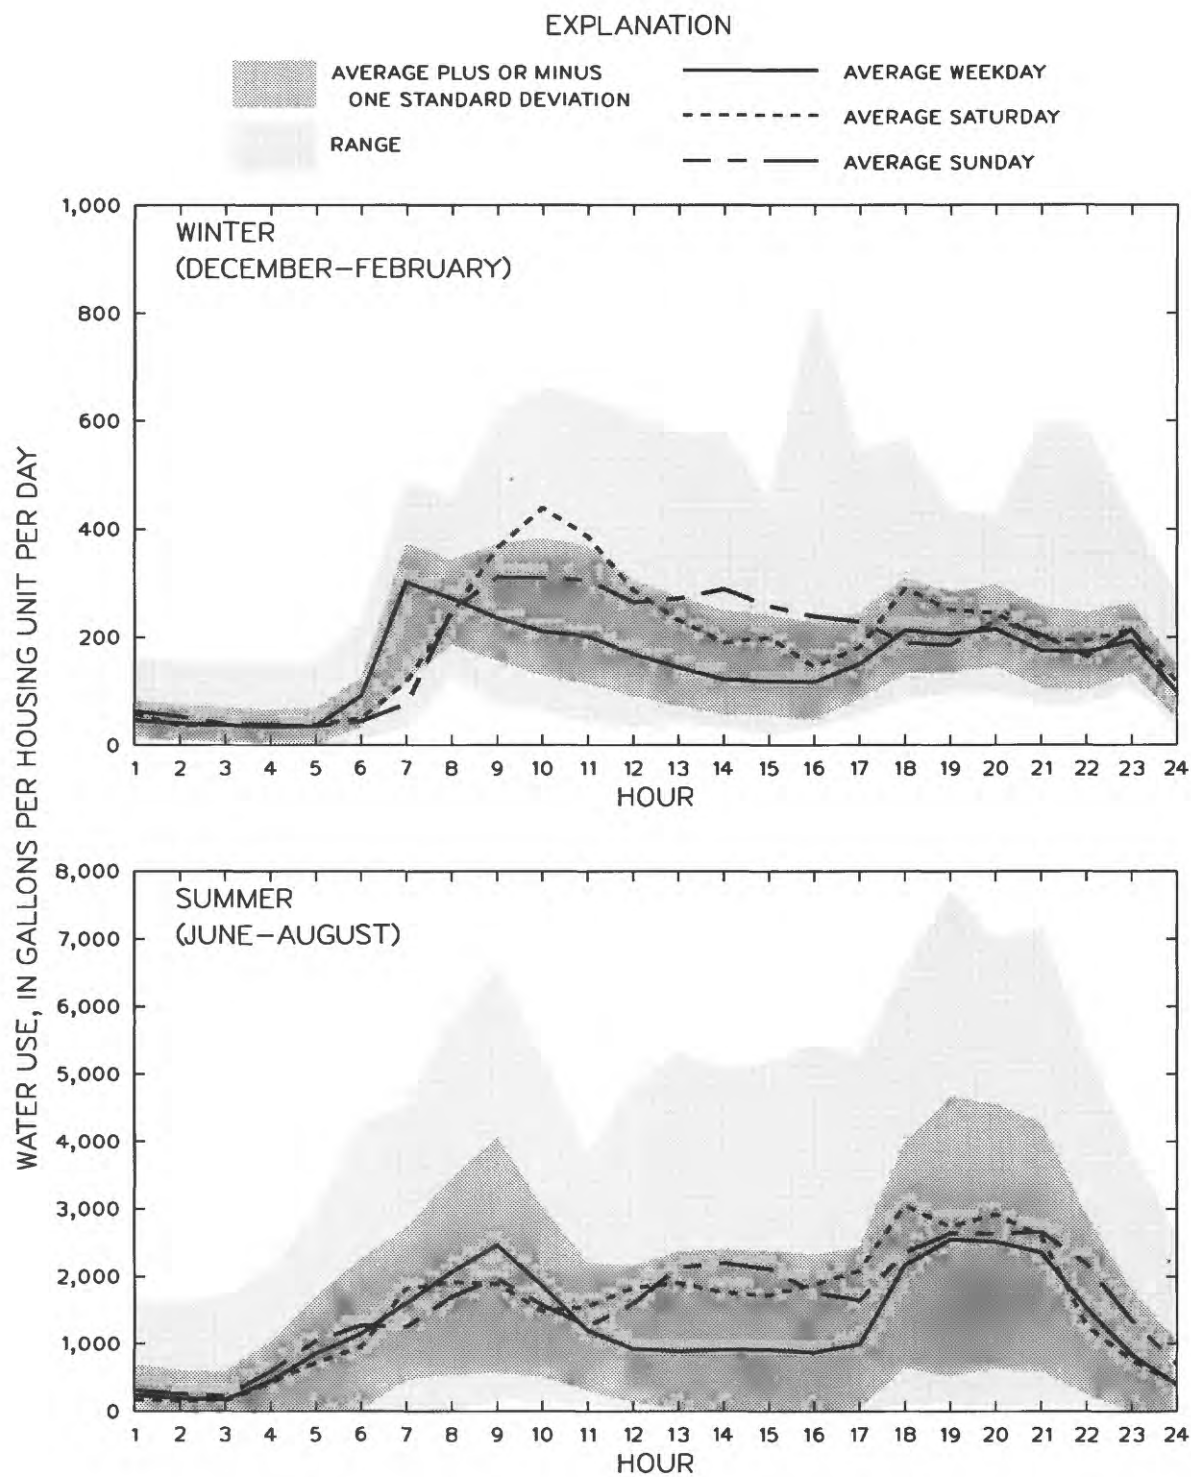 EXPLANATION
AVERAGE PLUS OR MINUS
ONE STANDARD DEVIATION
RANGE
AVERAGE WEEKDAY
AVERAGE SATURDAY
AVERAGE SUNDAY
WATER USE, IN GALLONS PER HOUSING UNIT PER DAY
1,000
800
600
400
200
0
WINTER
(DECEMBER–FEBRUARY)
1 2 3 4 5 6 7 8 9 10 11 12 13 14 15 16 17 18 19 20 21 22 23 24
HOUR
8,000
7,000
6,000
5,000
4,000
3,000
2,000
1,000
0
SUMMER
(JUNE–AUGUST)
1 2 3 4 5 6 7 8 9 10 11 12 13 14 15 16 17 18 19 20 21 22 23 24
HOUR